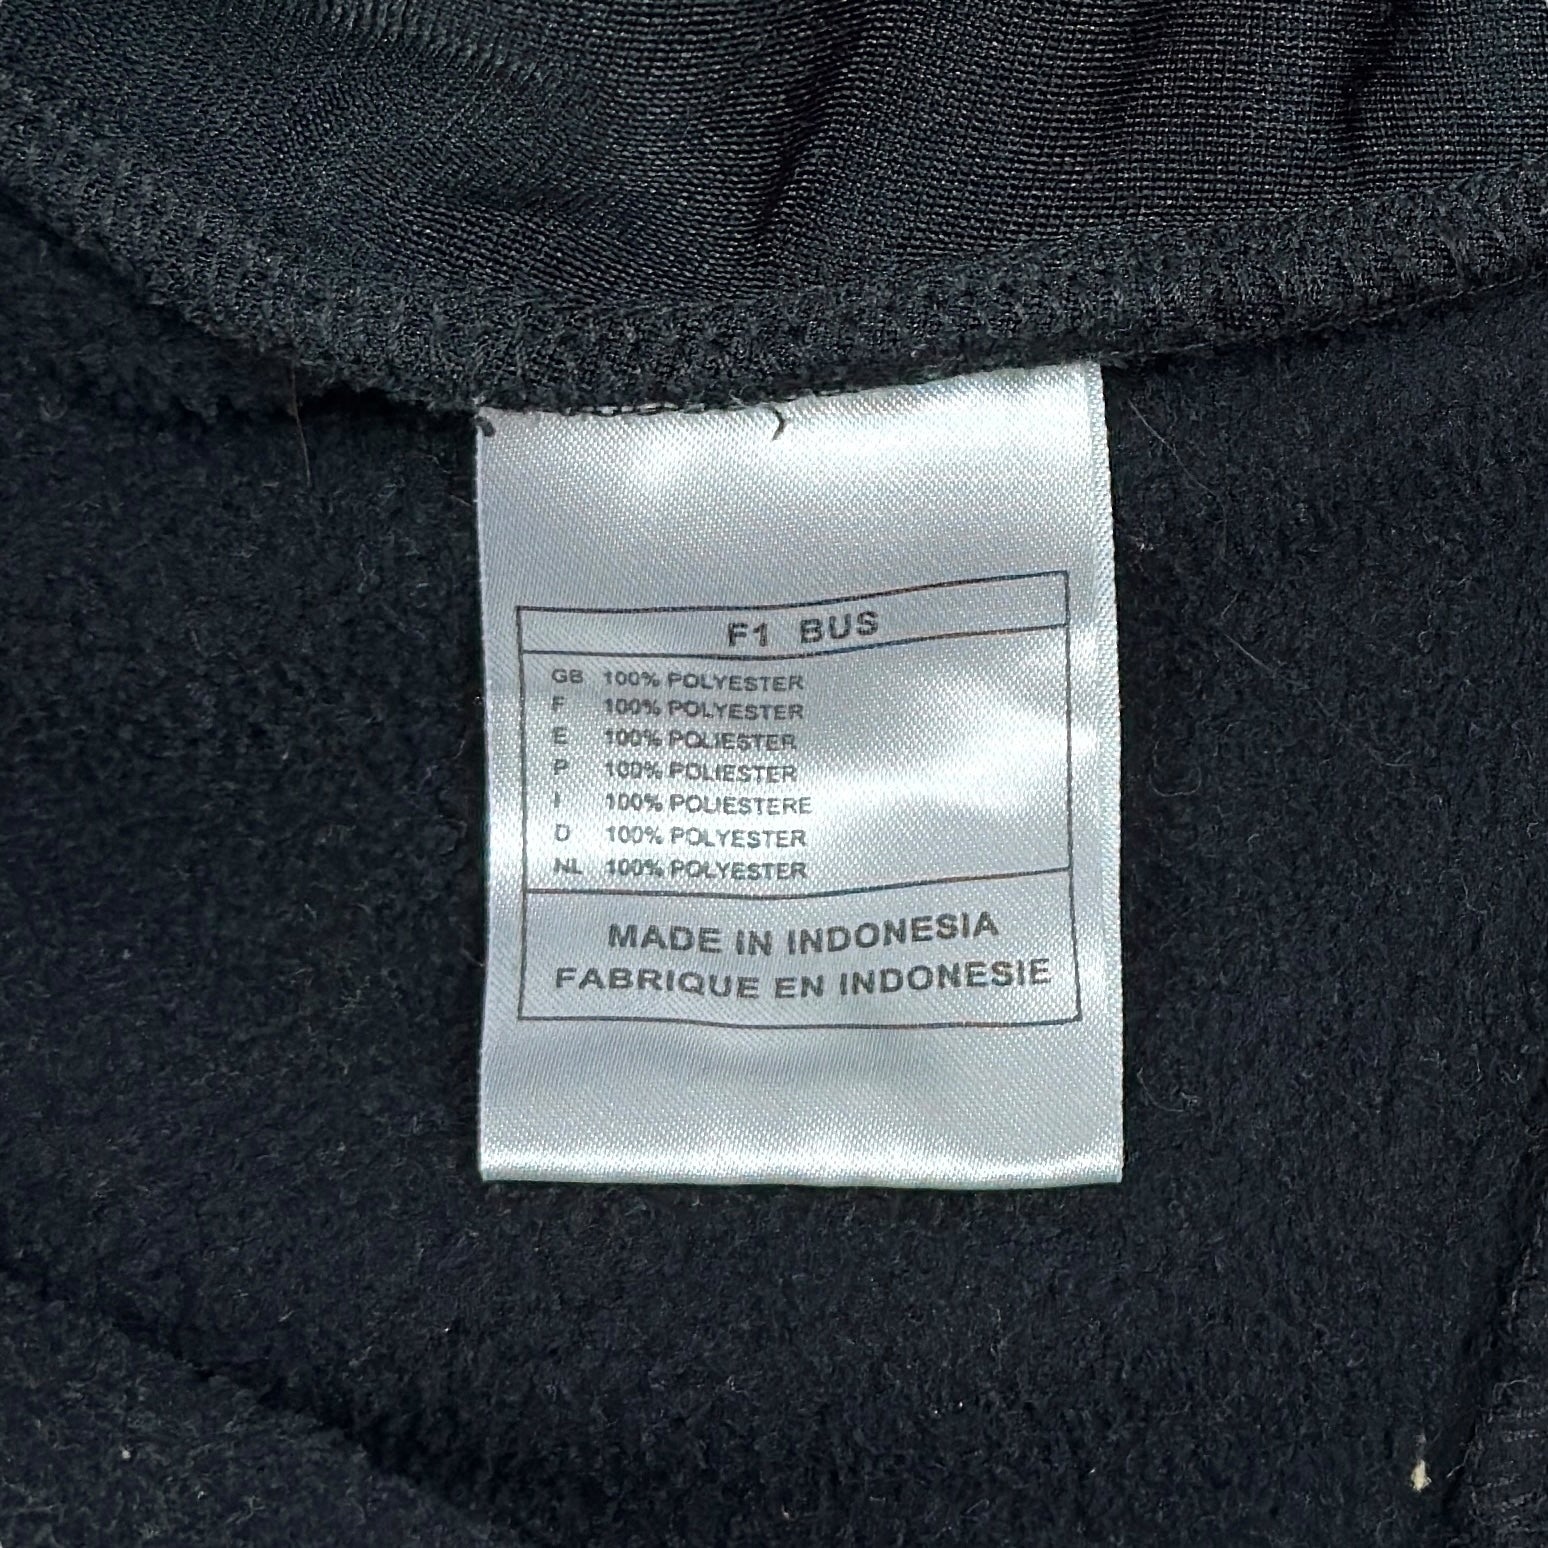 F1 BUS
GB 100% POLYESTER
F 100% POLYESTER
E 100% POLIESTER
P 100% POLIESTER
I 100% POLIESTERE
D 100% POLYESTER
NL 100% POLYESTER
MADE IN INDONESIA
FABRIQUE EN INDONESIE